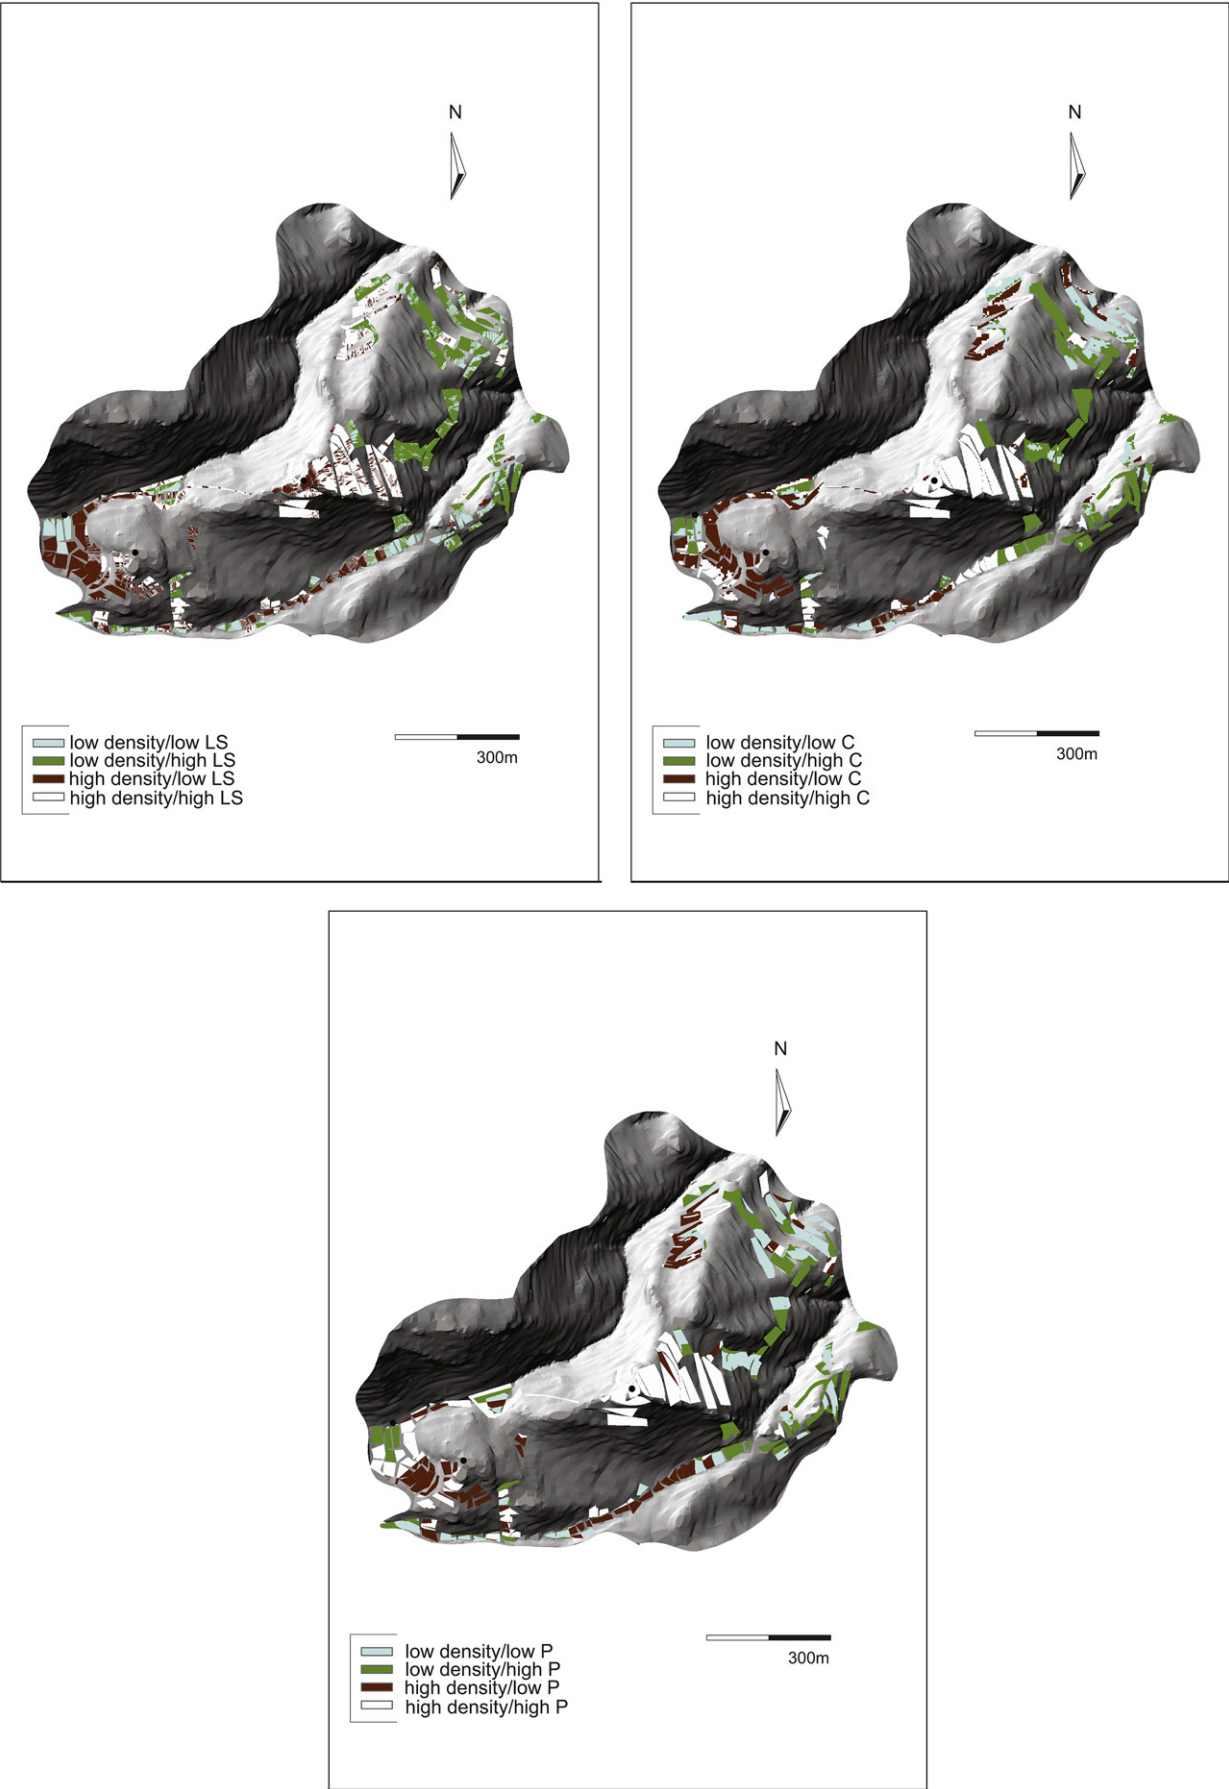 N
low density/low LS
low density/high LS
high density/low LS
high density/high LS
300m
N
low density/low C
low density/high C
high density/low C
high density/high C
300m
N
low density/low P
low density/high P
high density/low P
high density/high P
300m